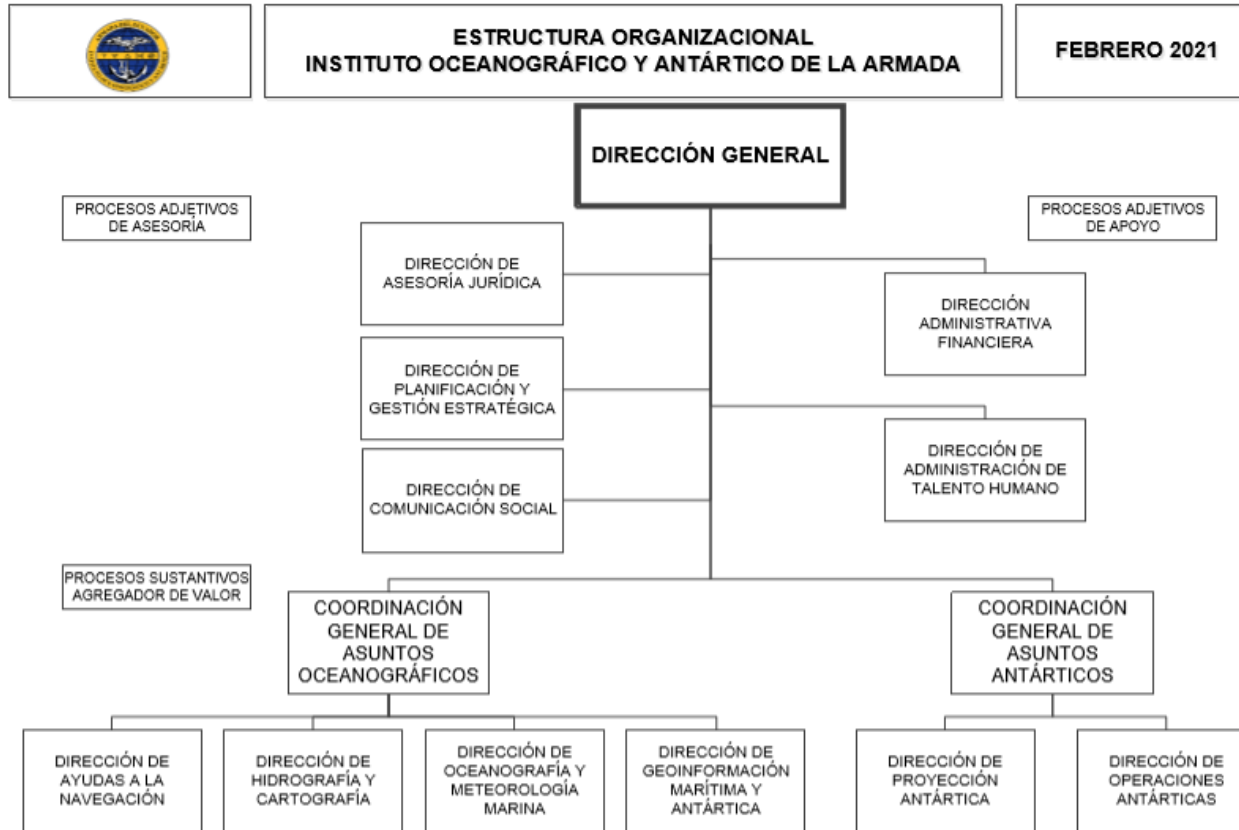 ESTRUCTURA ORGANIZACIONAL
INSTITUTO OCEANOGRÁFICO Y ANTÁRTICO DE LA ARMADA
FEBRERO 2021
DIRECCIÓN GENERAL
PROCESOS ADJETIVOS
DE ASESORÍA
PROCESOS ADJETIVOS
DE APOYO
DIRECCIÓN DE
ASESORÍA JURÍDICA
DIRECCIÓN
ADMINISTRATIVA
FINANCIERA
DIRECCIÓN DE
PLANIFICACIÓN Y
GESTIÓN ESTRATÉGICA
DIRECCIÓN DE
ADMINISTRACIÓN DE
TALENTO HUMANO
DIRECCIÓN DE
COMUNICACIÓN SOCIAL
PROCESOS SUSTANTIVOS
AGREGADOR DE VALOR
COORDINACIÓN
GENERAL DE
ASUNTOS
OCEANOGRÁFICOS
COORDINACIÓN
GENERAL DE
ASUNTOS
ANTÁRTICOS
DIRECCIÓN DE
AYUDAS A LA
NAVEGACIÓN
DIRECCIÓN DE
HIDROGRAFÍA Y
CARTOGRAFÍA
DIRECCIÓN DE
OCEANOGRAFÍA Y
METEOROLOGÍA
MARINA
DIRECCIÓN DE
GEOINFORMACIÓN
MARÍTIMA Y
ANTÁRTICA
DIRECCIÓN DE
PROYECCIÓN
ANTÁRTICA
DIRECCIÓN DE
OPERACIONES
ANTÁRTICAS